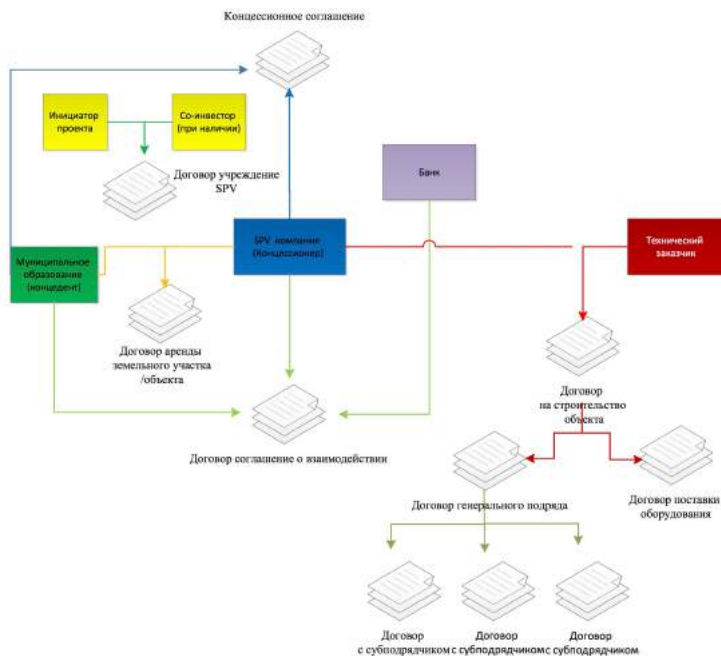 Концессионное соглашение
Инициатор
проекта
Со-инвестор
(при наличии)
Договор учреждение
SPV
Банк
SPV компания
(Концессионер)
Технический
заказчик
Муниципальное
образование
(концедент)
Договор аренды
земельного участка
/объекта
Договор
на строительство
объекта
Договор соглашение о взаимодействии
Договор генерального подряда
Договор поставки
оборудования
Договор
с субподрядчиком
Договор
с субподрядчиком
Договор
с субподрядчиком